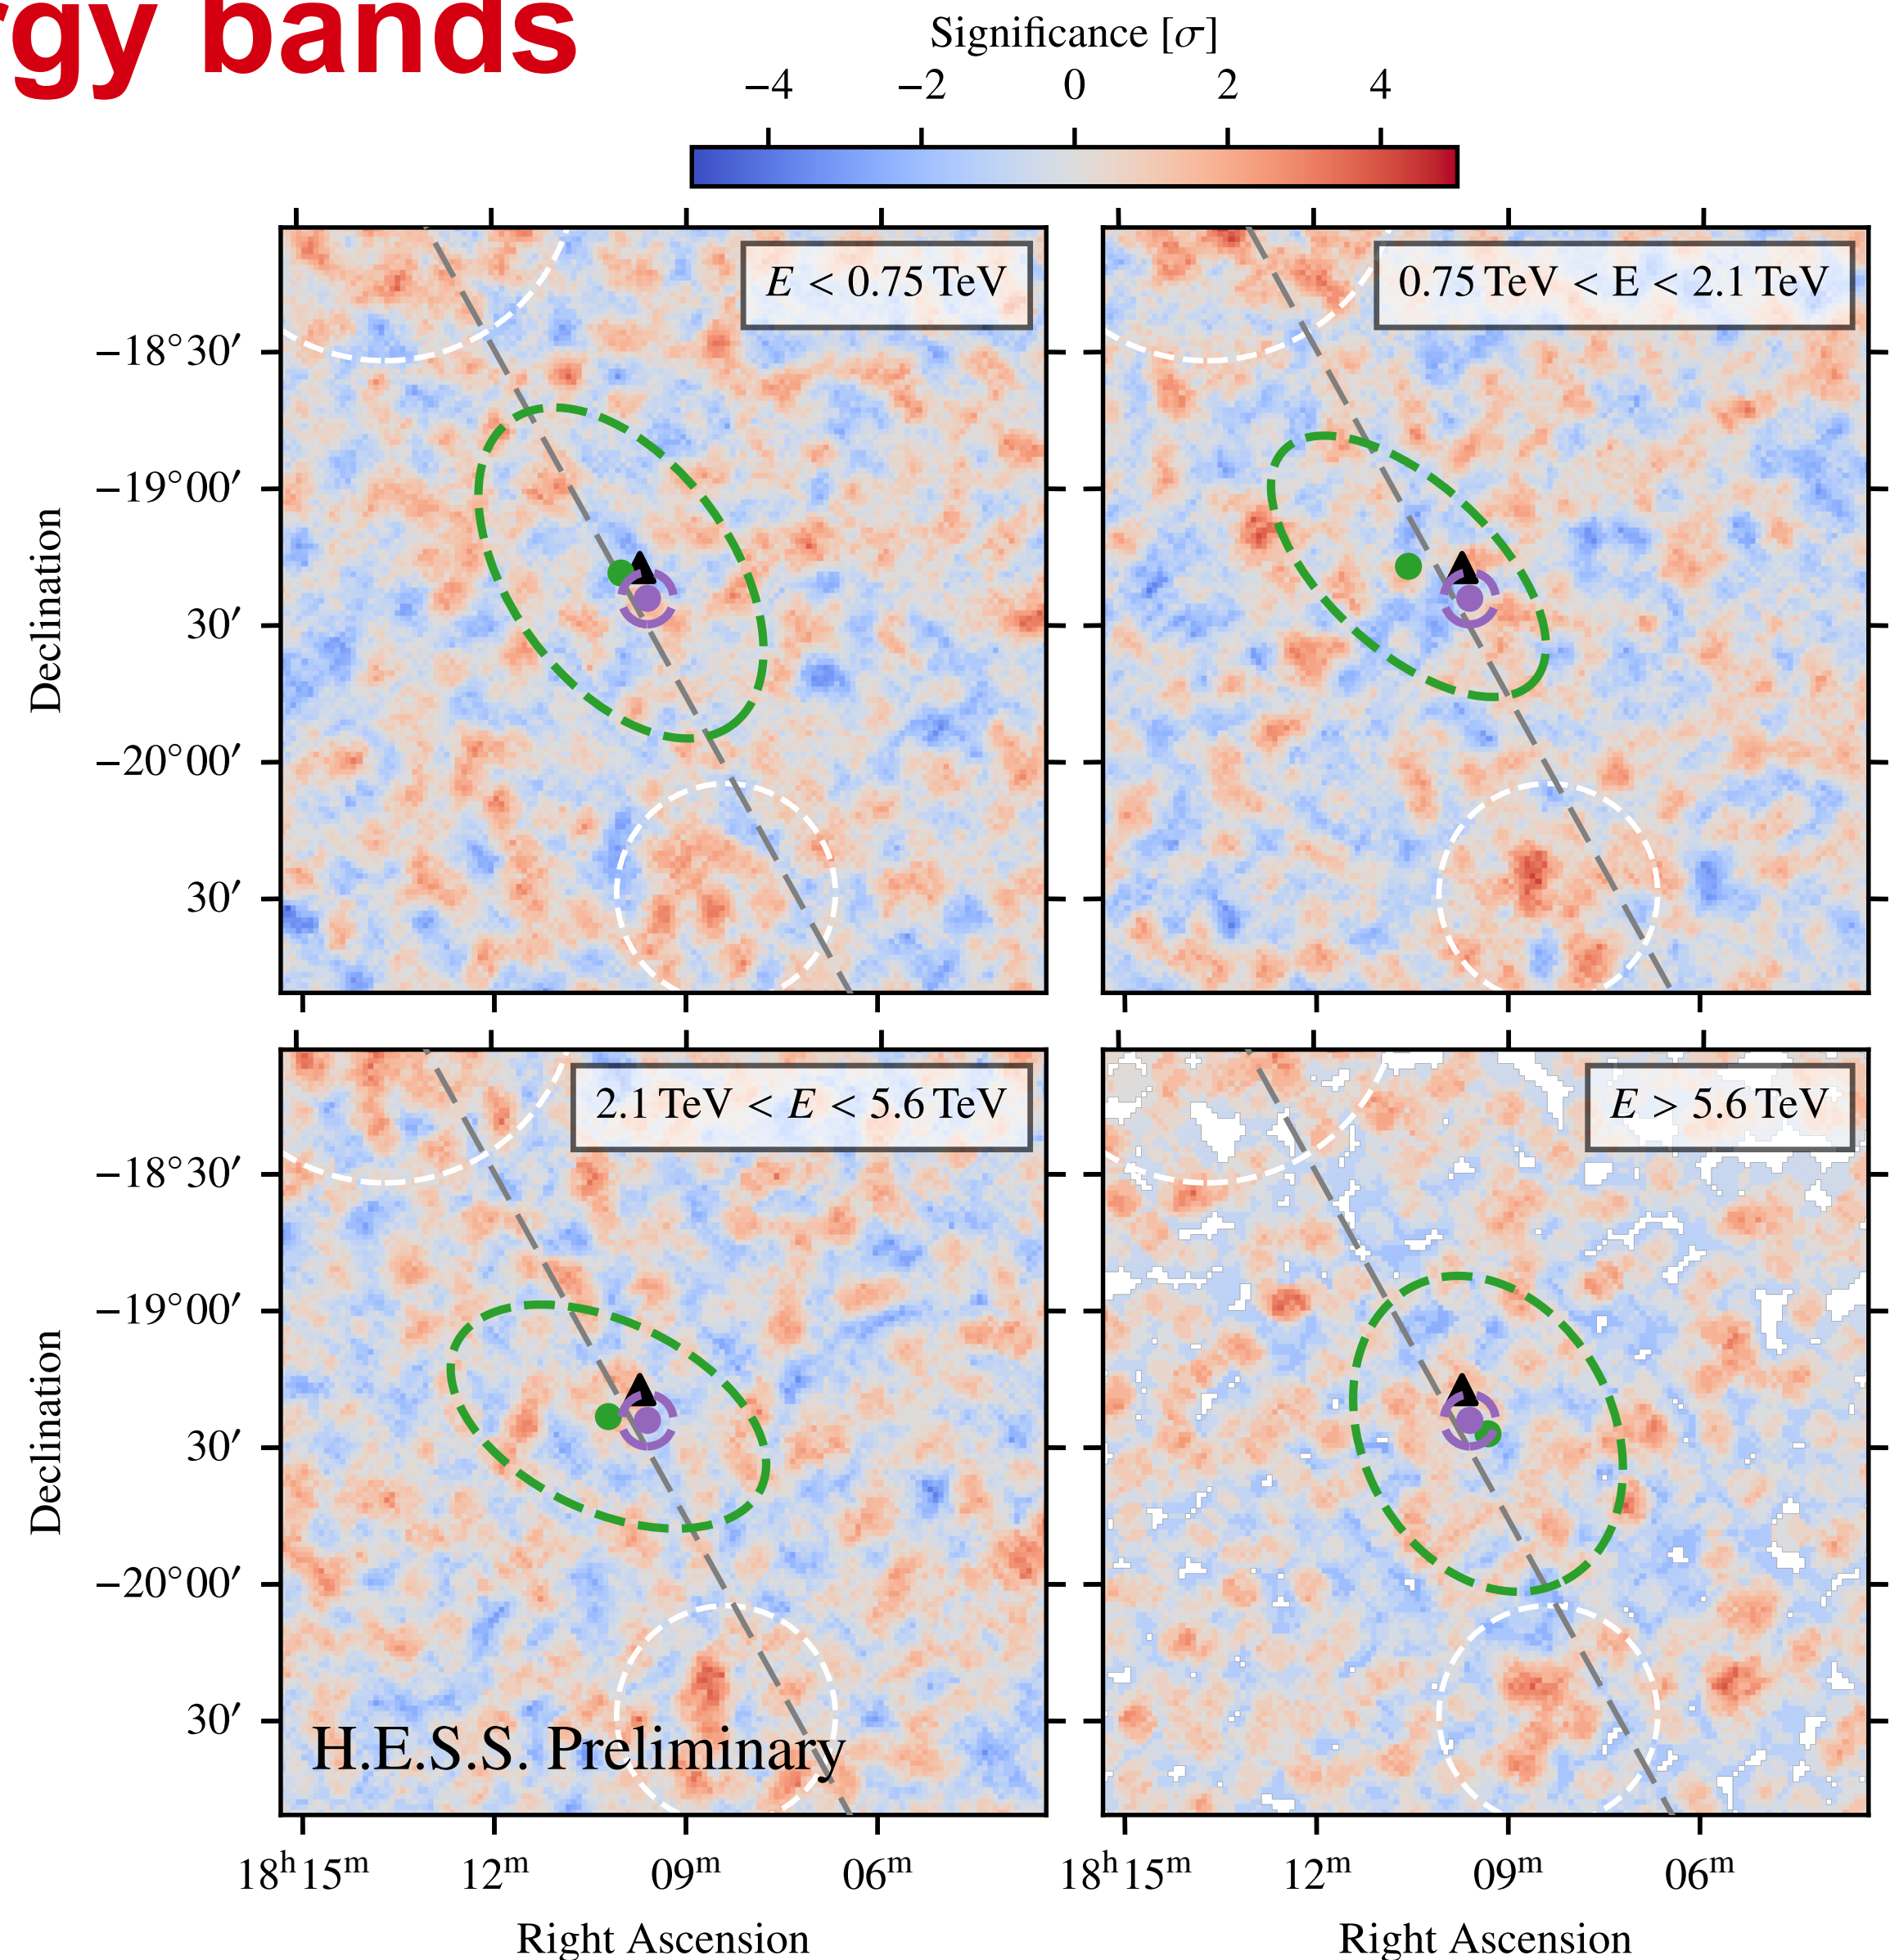 rgy bands
Significance [σ]
−4 −2 0 2 4
E < 0.75 TeV
0.75 TeV < E < 2.1 TeV
−18°30′
−19°00′
30′
−20°00′
30′
Declination
2.1 TeV < E < 5.6 TeV
E > 5.6 TeV
−18°30′
−19°00′
30′
−20°00′
30′
Declination
H.E.S.S. Preliminary
18ʰ15ᵐ 12ᵐ 09ᵐ 06ᵐ
18ʰ15ᵐ 12ᵐ 09ᵐ 06ᵐ
Right Ascension
Right Ascension